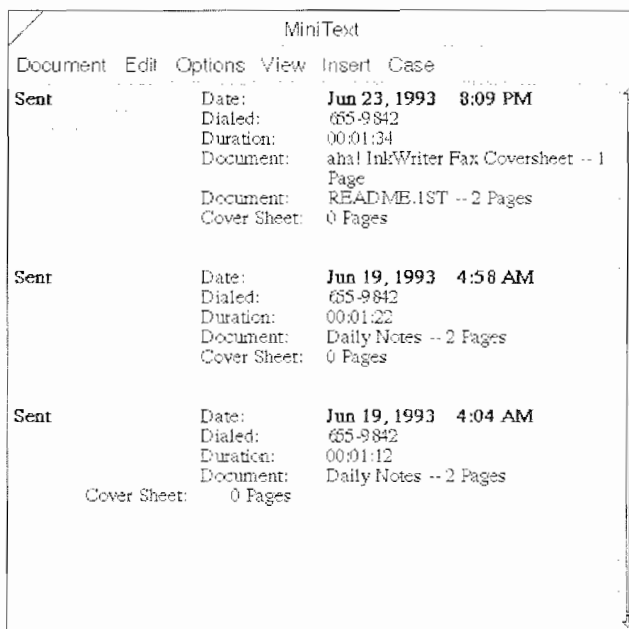 MiniText
Document Edit Options View Insert Case
Sent Date: Jun 23, 1993 8:09 PM
Dialed: 655-9842
Duration: 00:01:34
Document: aha! InkWriter Fax Coversheet -- 1
Page
Document: README.1ST -- 2 Pages
Cover Sheet: 0 Pages
Sent Date: Jun 19, 1993 4:58 AM
Dialed: 655-9842
Duration: 00:01:22
Document: Daily Notes -- 2 Pages
Cover Sheet: 0 Pages
Sent Date: Jun 19, 1993 4:04 AM
Dialed: 655-9842
Duration: 00:01:12
Document: Daily Notes -- 2 Pages
Cover Sheet: 0 Pages